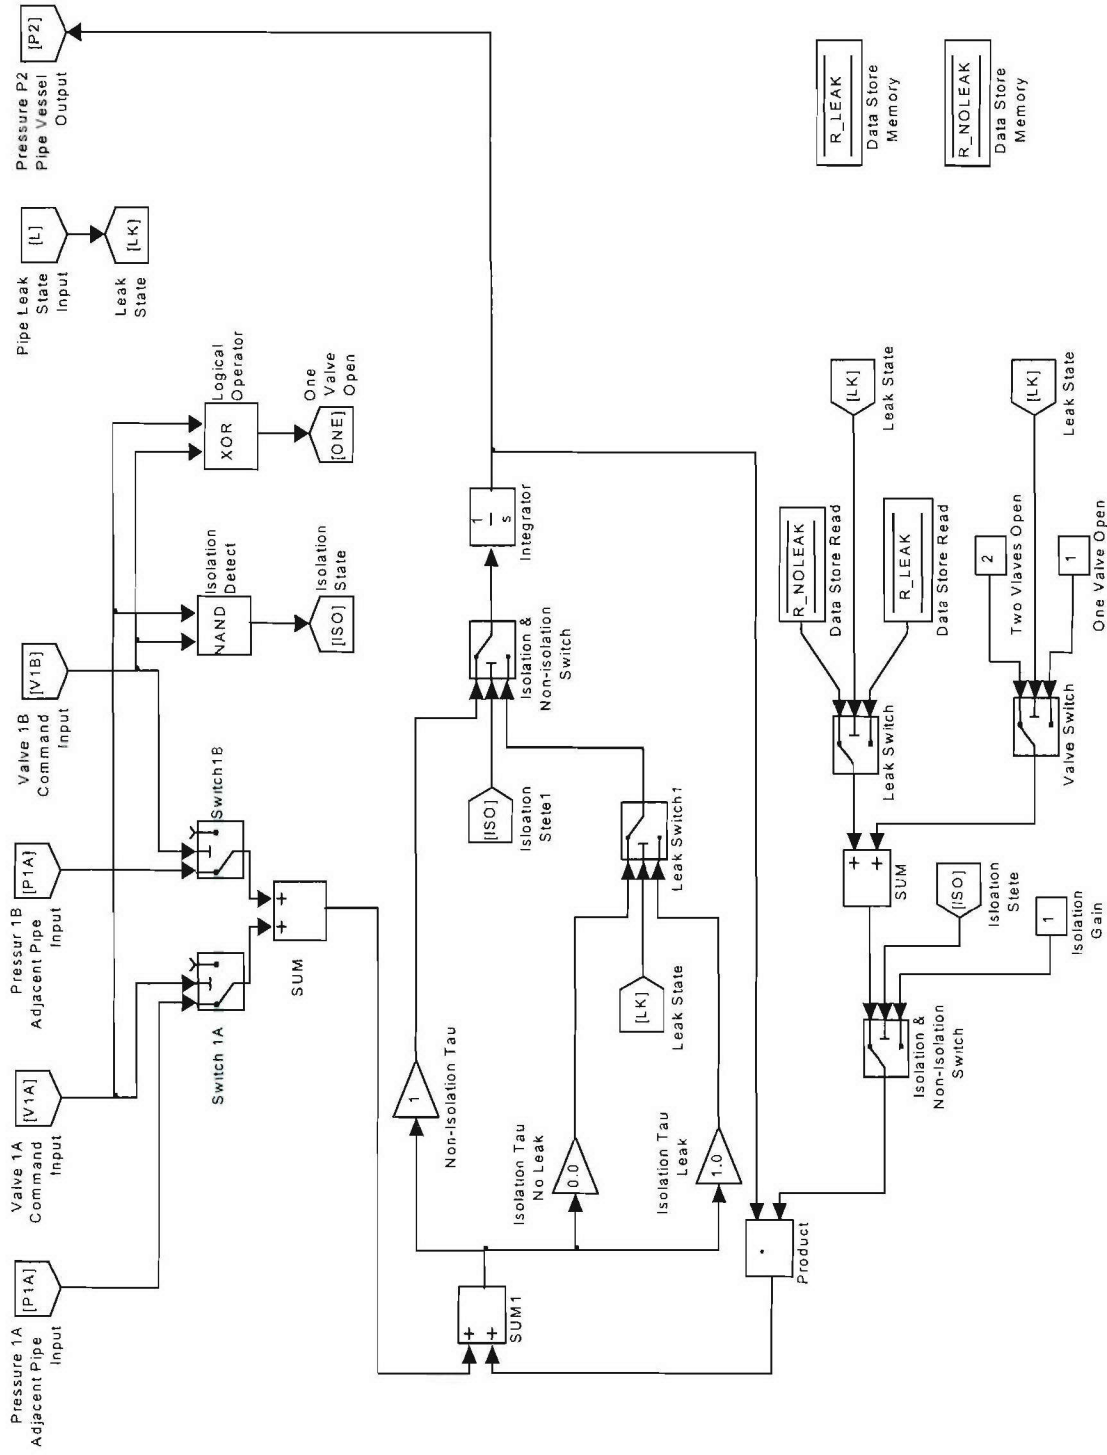 Pressure 1A
Adjacent Pipe
Input
[P1A]
Valve 1A
Command
Input
[V1A]
Pressur 1B
Adjacent Pipe
Input
[P1A]
Valve 1B
Command
Input
[V1B]
Pipe Leak
State
Input
[L]
Leak
State
[LK]
Pressure P2
Pipe Vessel
Output
[P2]
Switch 1A
Switch1B
+
+
SUM
NAND
Isolation
Detect
[ISO]
Isolation
State
XOR
Logical
Operator
[ONE]
One
Valve
Open
+
+
SUM1
1
Non-Isolation Tau
Isolation Tau
No Leak
0.0
Isolation Tau
Leak
1.0
[LK]
Leak State
Leak Switch1
[ISO]
Isloation
Stete1
Isolation &
Non-isolation
Switch
1
s
Integrator
.
Product
Isolation &
Non-Isolation
Switch
1
Isolation
Gain
[ISO]
Isloation
Stete
+
+
SUM
Leak Switch
R_NOLEAK
Data Store Read
R_LEAK
Data Store Read
[LK]
Leak State
Valve Switch
2
Two Vlaves Open
1
One Valve Open
[LK]
Leak State
R_LEAK
Data Store
Memory
R_NOLEAK
Data Store
Memory